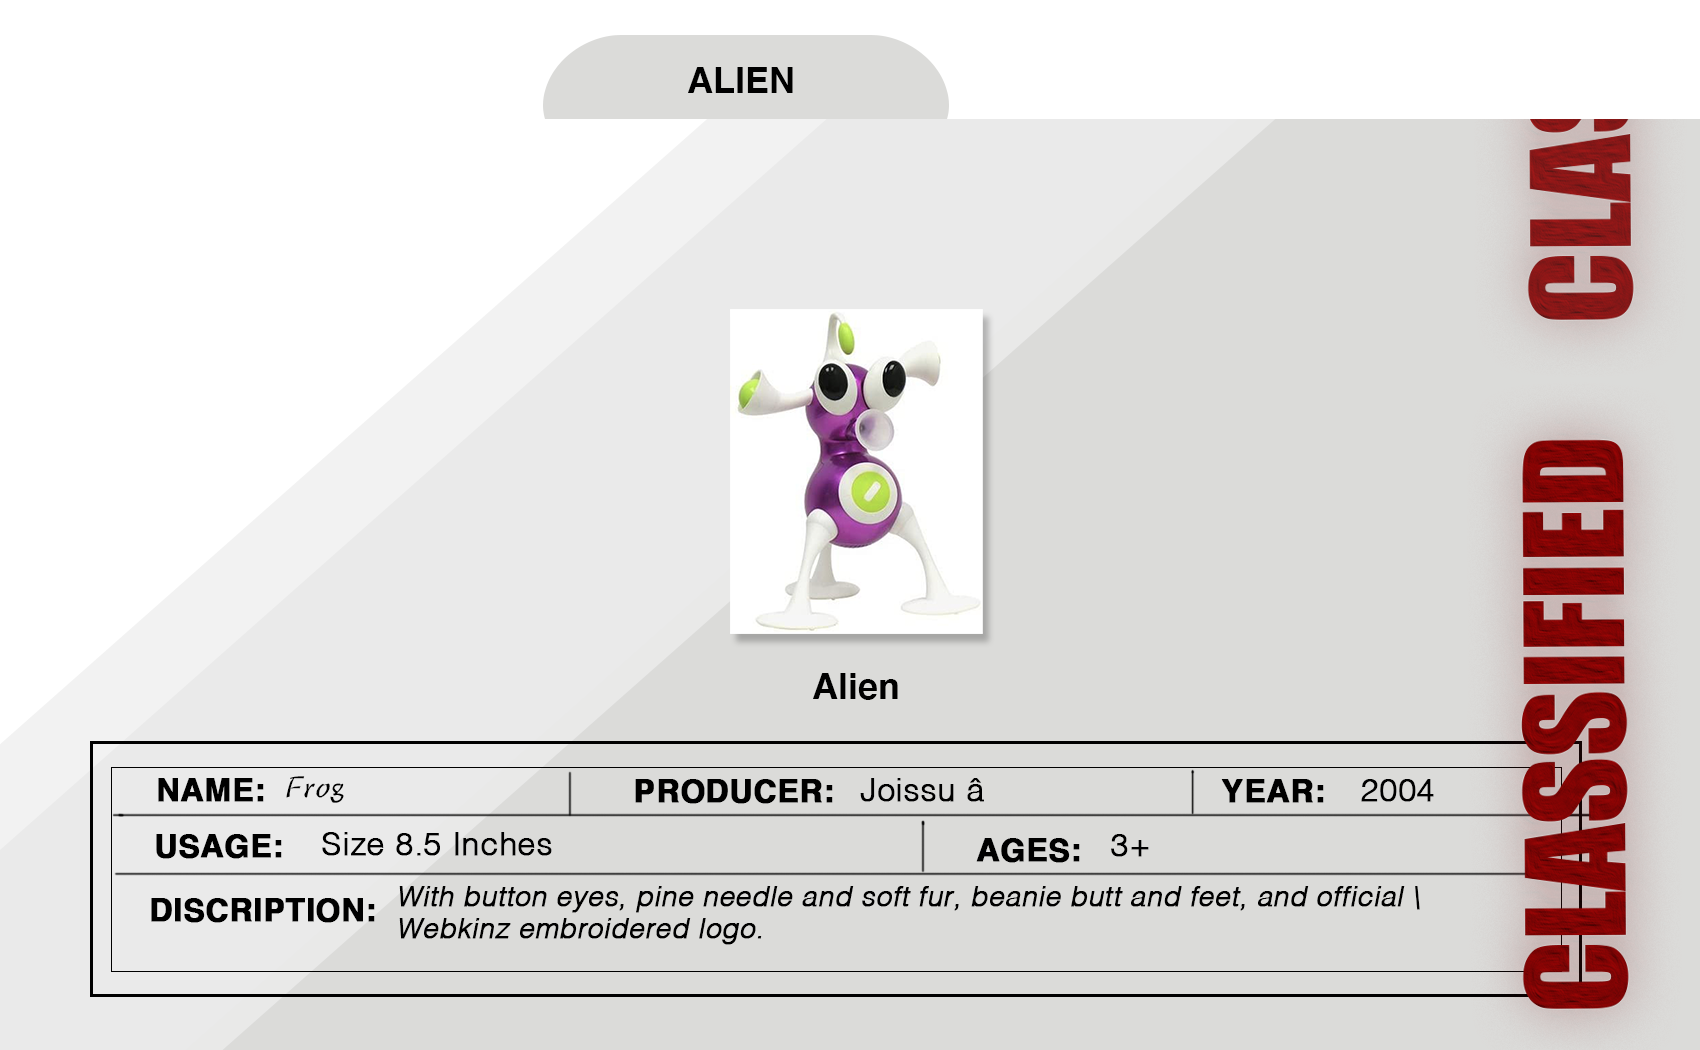 ALIEN
CLAS
CLASSIFIED
Alien
NAME: Frog PRODUCER: Joissu â YEAR: 2004
USAGE: Size 8.5 Inches AGES: 3+
DISCRIPTION: With button eyes, pine needle and soft fur, beanie butt and feet, and official \
Webkinz embroidered logo.